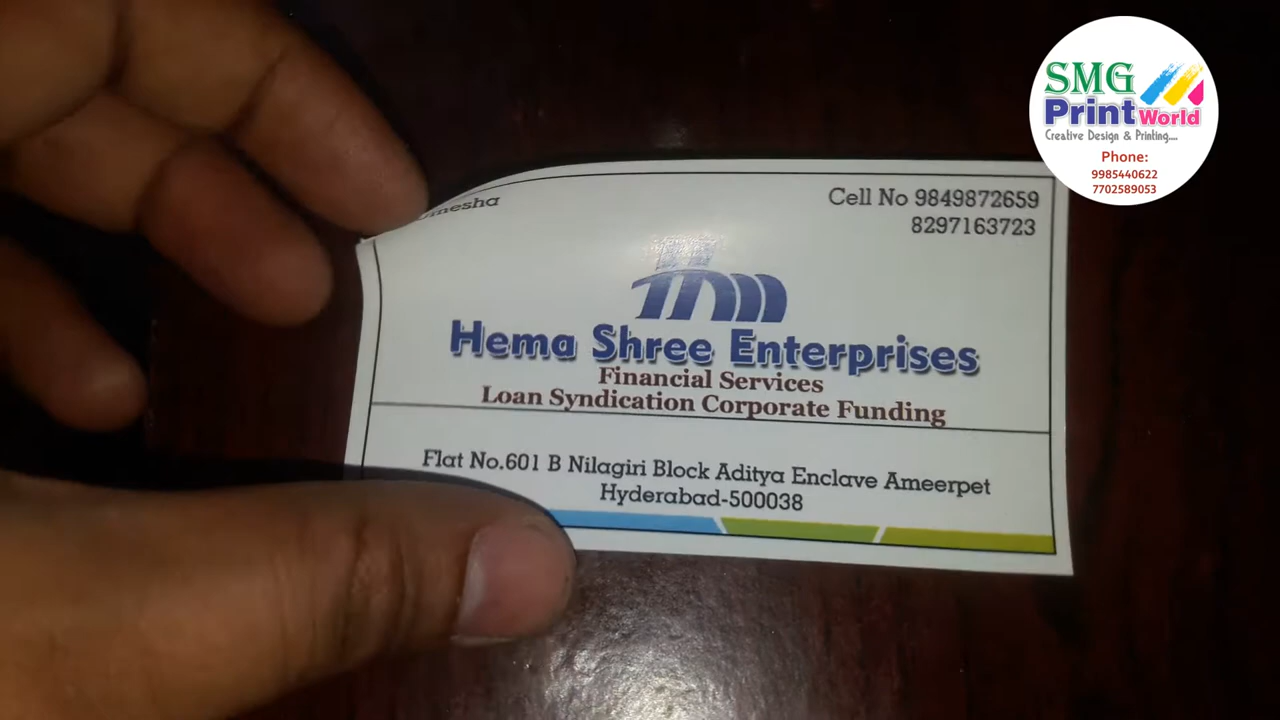 SMG
Print World
Creative Design & Printing....
Phone:
9985440622
7702589053
Cell No 9849872659
8297163723
Hema Shree Enterprises
Financial Services
Loan Syndication Corporate Funding
Flat No.601 B Nilagiri Block Aditya Enclave Ameerpet
Hyderabad-500038